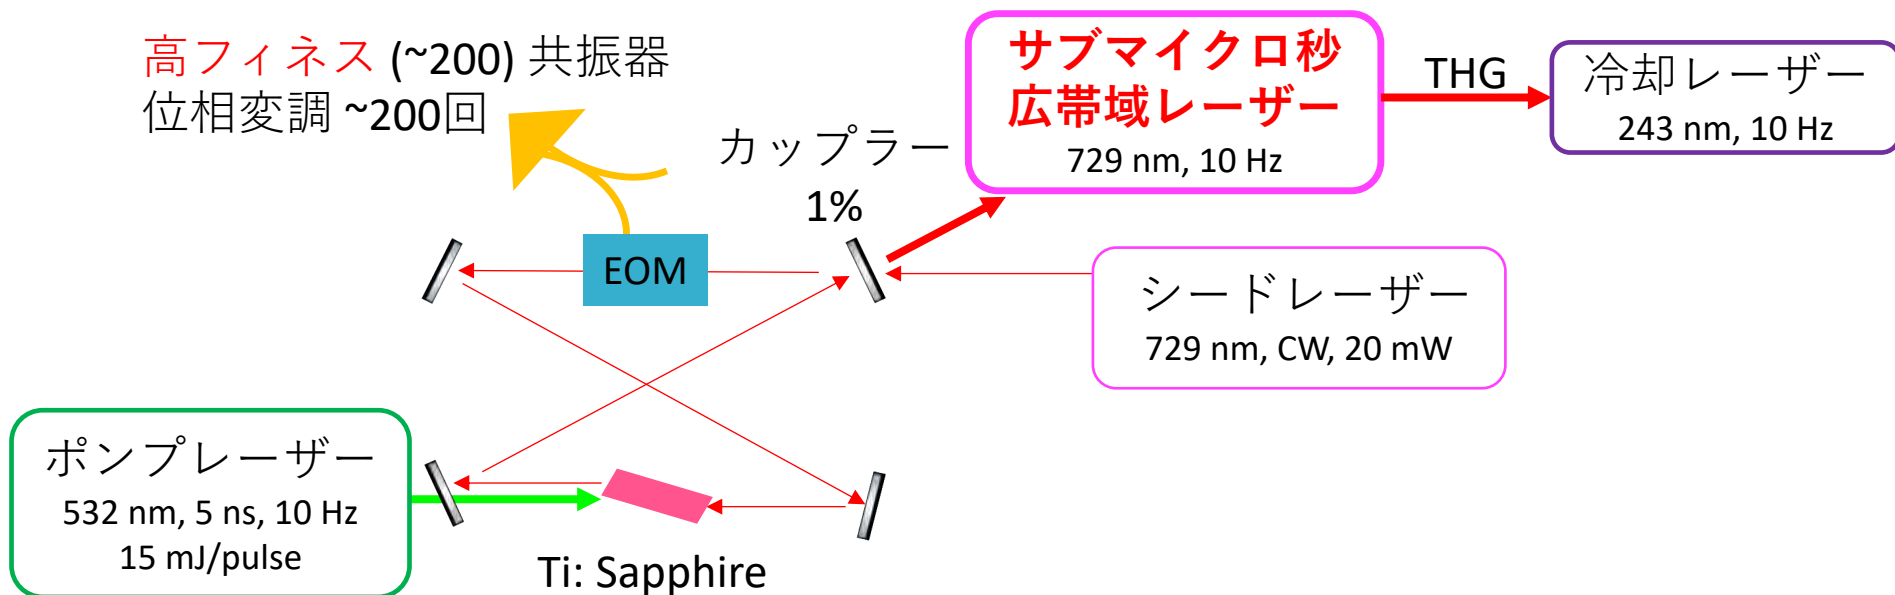 高フィネス (~200) 共振器
位相変調 ~200回
カップラー
1%
サブマイクロ秒
広帯域レーザー
729 nm, 10 Hz
THG
冷却レーザー
243 nm, 10 Hz
EOM
シードレーザー
729 nm, CW, 20 mW
ポンプレーザー
532 nm, 5 ns, 10 Hz
15 mJ/pulse
Ti: Sapphire